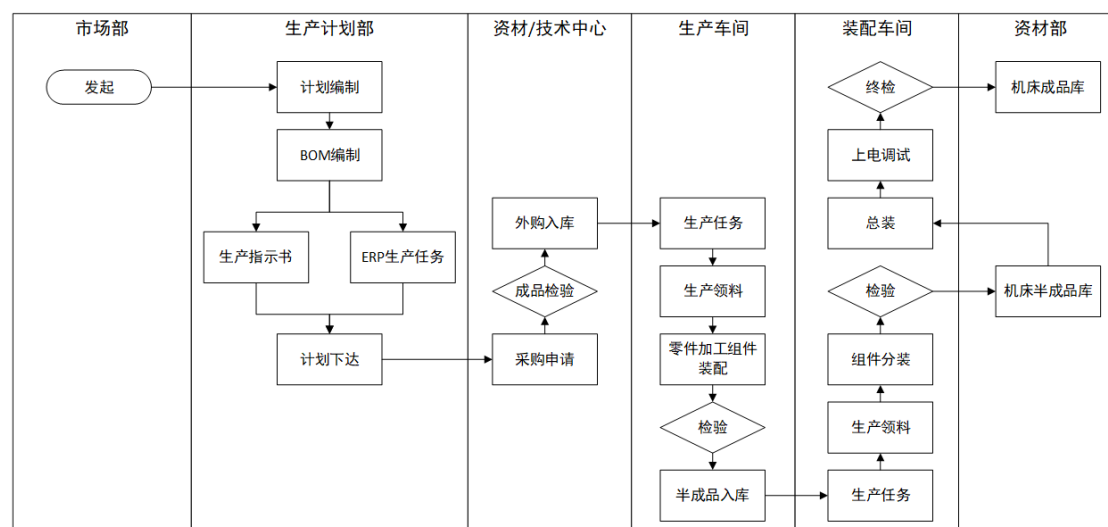 市场部
生产计划部
资材/技术中心
生产车间
装配车间
资材部
发起
计划编制
BOM编制
生产指示书
ERP生产任务
计划下达
外购入库
成品检验
采购申请
生产任务
生产领料
零件加工组件
装配
检验
半成品入库
终检
上电调试
总装
检验
组件分装
生产领料
生产任务
机床成品库
机床半成品库